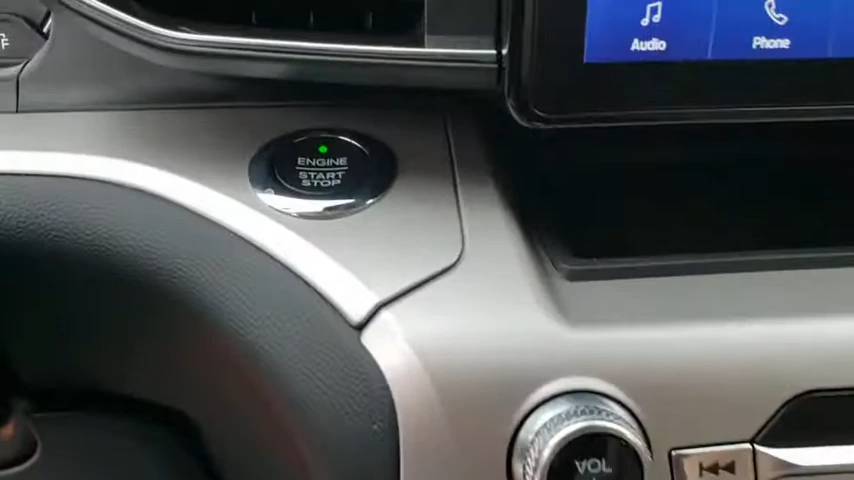 Audio
Phone
F
ENGINE
START
STOP
VOL